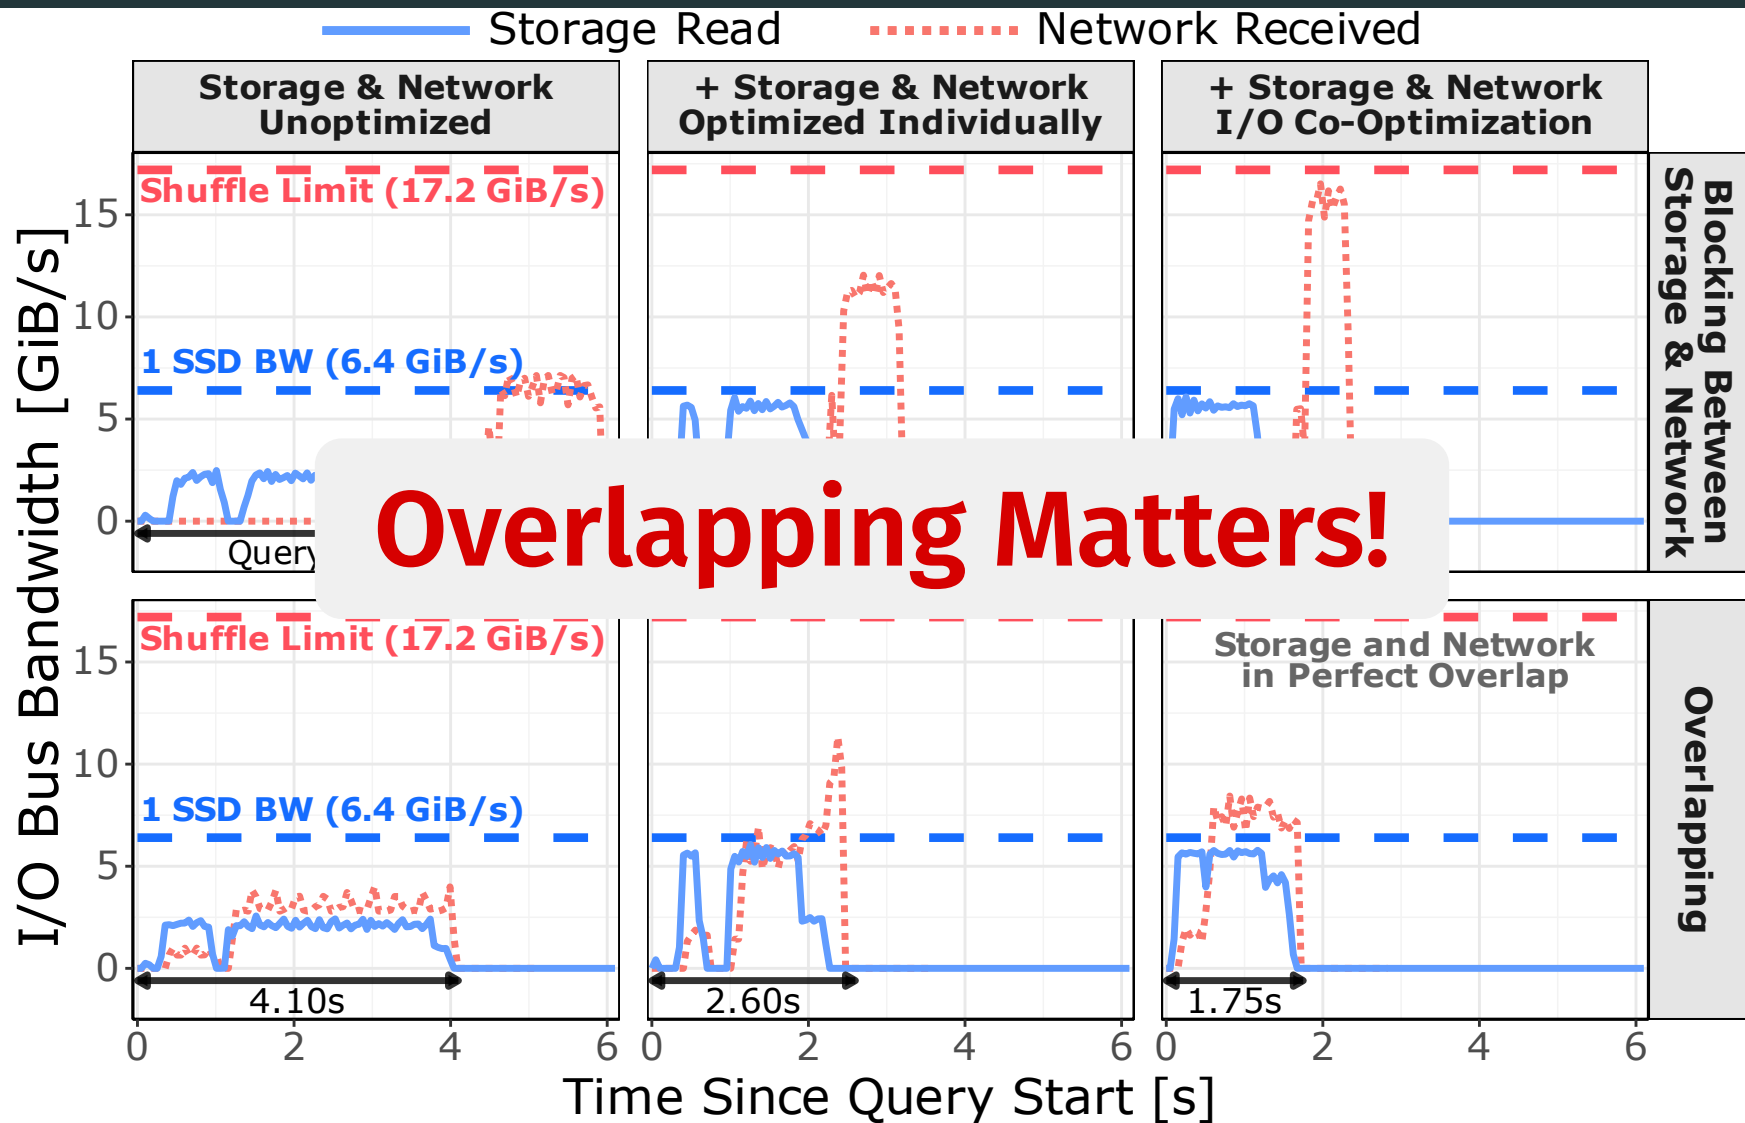 Storage Read
Network Received
Storage & Network
Unoptimized
+ Storage & Network
Optimized Individually
+ Storage & Network
I/O Co-Optimization
I/O Bus Bandwidth [GiB/s]
Shuffle Limit (17.2 GiB/s)
15
10
1 SSD BW (6.4 GiB/s)
5
0
Query
Blocking Between
Storage & Network
Overlapping Matters!
Shuffle Limit (17.2 GiB/s)
15
10
1 SSD BW (6.4 GiB/s)
5
0
4.10s
2.60s
Storage and Network
in Perfect Overlap
1.75s
Overlapping
0 2 4 6
0 2 4 6
0 2 4 6
Time Since Query Start [s]